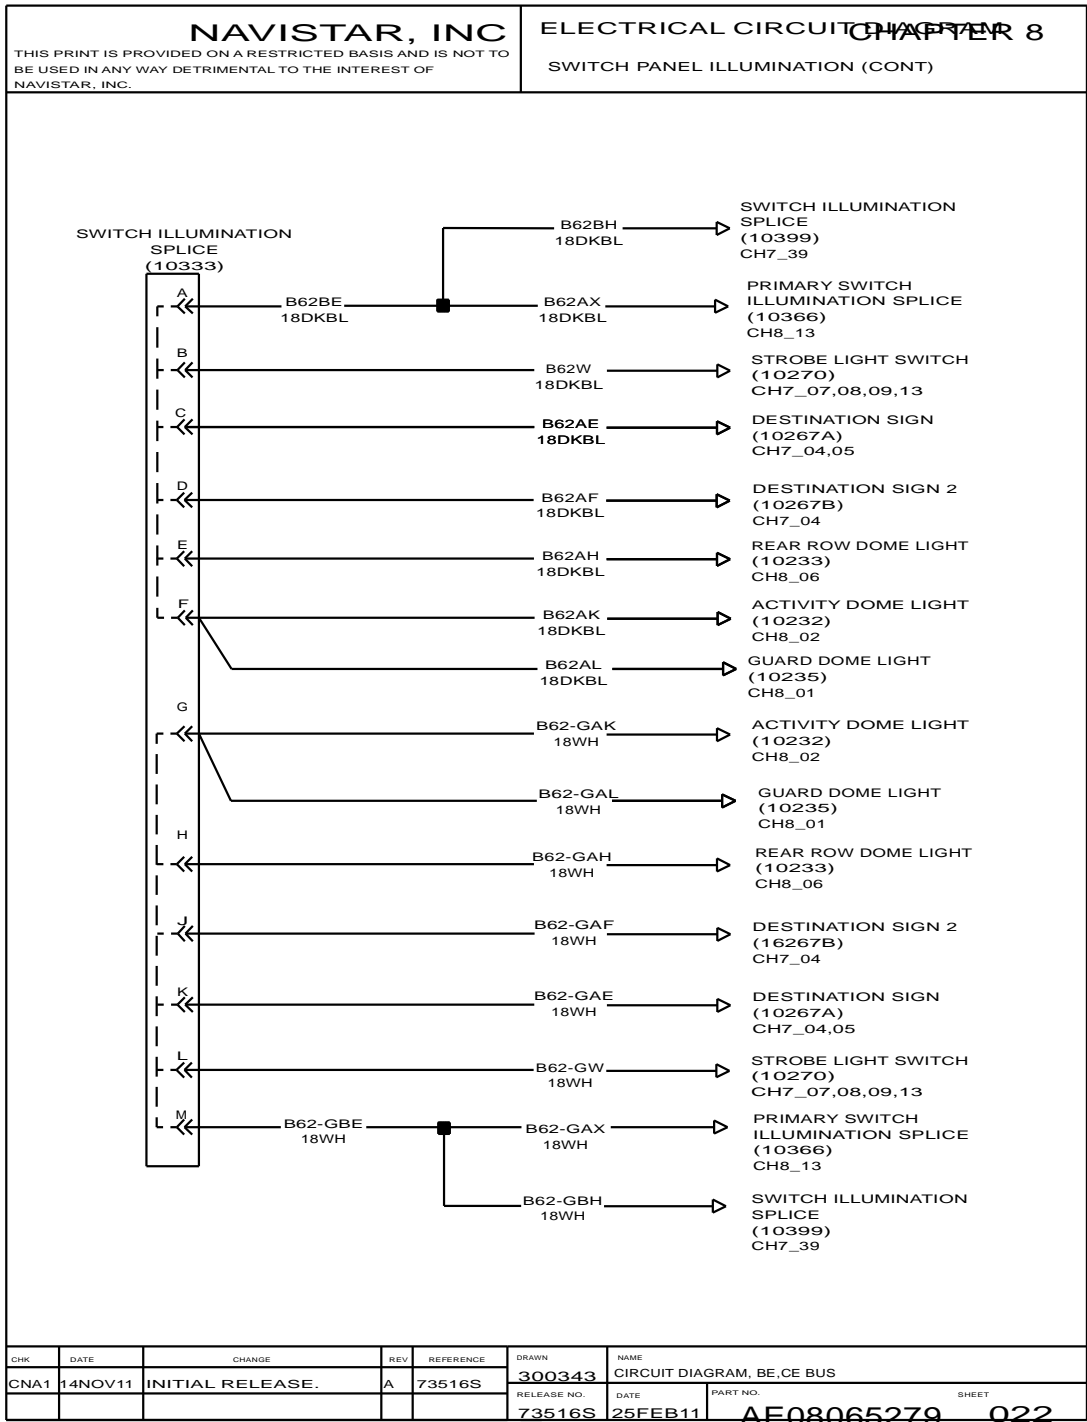 NAVISTAR, INC
THIS PRINT IS PROVIDED ON A RESTRICTED BASIS AND IS NOT TO
BE USED IN ANY WAY DETRIMENTAL TO THE INTEREST OF
NAVISTAR, INC.
ELECTRICAL CIRCUIT DIAGRAM
CHAPTER 8
SWITCH PANEL ILLUMINATION (CONT)
SWITCH ILLUMINATION
SPLICE
(10333)
B62BH
18DKBL
SWITCH ILLUMINATION
SPLICE
(10399)
CH7_39
A
B62BE
18DKBL
B62AX
18DKBL
PRIMARY SWITCH
ILLUMINATION SPLICE
(10366)
CH8_13
B
B62W
18DKBL
STROBE LIGHT SWITCH
(10270)
CH7_07,08,09,13
C
B62AE
18DKBL
DESTINATION SIGN
(10267A)
CH7_04,05
D
B62AF
18DKBL
DESTINATION SIGN 2
(10267B)
CH7_04
E
B62AH
18DKBL
REAR ROW DOME LIGHT
(10233)
CH8_06
F
B62AK
18DKBL
ACTIVITY DOME LIGHT
(10232)
CH8_02
B62AL
18DKBL
GUARD DOME LIGHT
(10235)
CH8_01
G
B62-GAK
18WH
ACTIVITY DOME LIGHT
(10232)
CH8_02
B62-GAL
18WH
GUARD DOME LIGHT
(10235)
CH8_01
H
B62-GAH
18WH
REAR ROW DOME LIGHT
(10233)
CH8_06
J
B62-GAF
18WH
DESTINATION SIGN 2
(16267B)
CH7_04
K
B62-GAE
18WH
DESTINATION SIGN
(10267A)
CH7_04,05
L
B62-GW
18WH
STROBE LIGHT SWITCH
(10270)
CH7_07,08,09,13
M
B62-GBE
18WH
B62-GAX
18WH
PRIMARY SWITCH
ILLUMINATION SPLICE
(10366)
CH8_13
B62-GBH
18WH
SWITCH ILLUMINATION
SPLICE
(10399)
CH7_39
CHK DATE CHANGE REV REFERENCE
CNA1 14NOV11 INITIAL RELEASE. A 73516S
DRAWN
300343
NAME
CIRCUIT DIAGRAM, BE,CE BUS
RELEASE NO.
73516S
DATE
25FEB11
PART NO.
AE08065279
SHEET
022